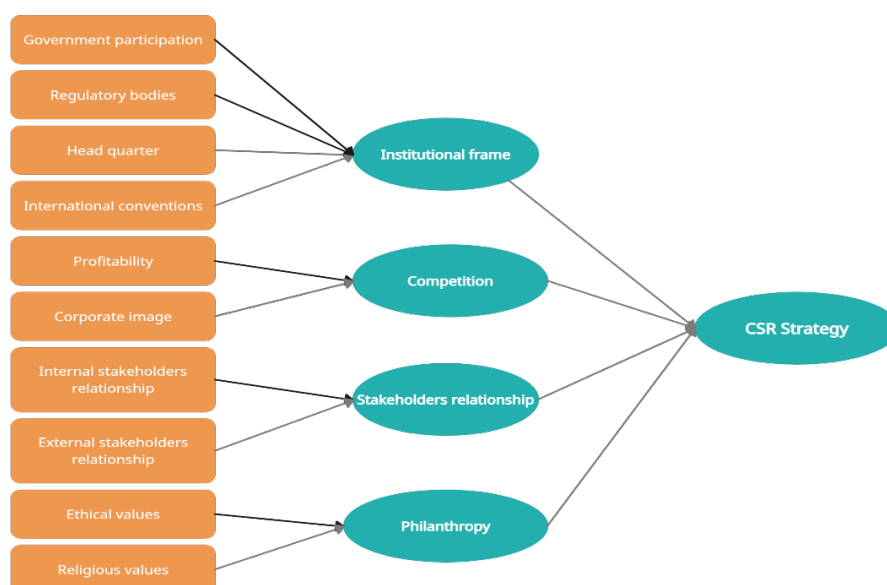 Government participation
Regulatory bodies
Head quarter
International conventions
Profitability
Corporate image
Internal stakeholders
relationship
External stakeholders
relationship
Ethical values
Religious values
Institutional frame
Competition
Stakeholders relationship
Philanthropy
CSR Strategy